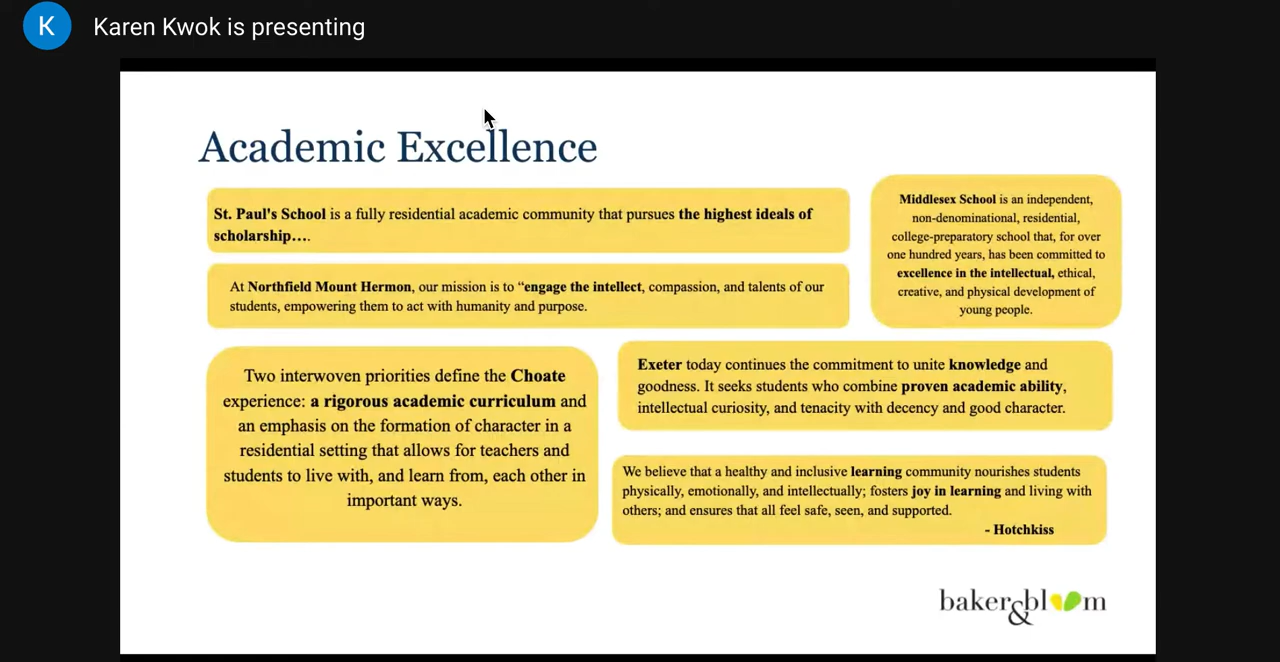 K
Karen Kwok is presenting
Academic Excellence
St. Paul's School is a fully residential academic community that pursues the highest ideals of
scholarship….
At Northfield Mount Hermon, our mission is to “engage the intellect, compassion, and talents of our
students, empowering them to act with humanity and purpose.
Middlesex School is an independent,
non-denominational, residential,
college-preparatory school that, for over
one hundred years, has been committed to
excellence in the intellectual, ethical,
creative, and physical development of
young people.
Two interwoven priorities define the Choate
experience: a rigorous academic curriculum and
an emphasis on the formation of character in a
residential setting that allows for teachers and
students to live with, and learn from, each other in
important ways.
Exeter today continues the commitment to unite knowledge and
goodness. It seeks students who combine proven academic ability,
intellectual curiosity, and tenacity with decency and good character.
We believe that a healthy and inclusive learning community nourishes students
physically, emotionally, and intellectually; fosters joy in learning and living with
others; and ensures that all feel safe, seen, and supported.
- Hotchkiss
baker&bloom